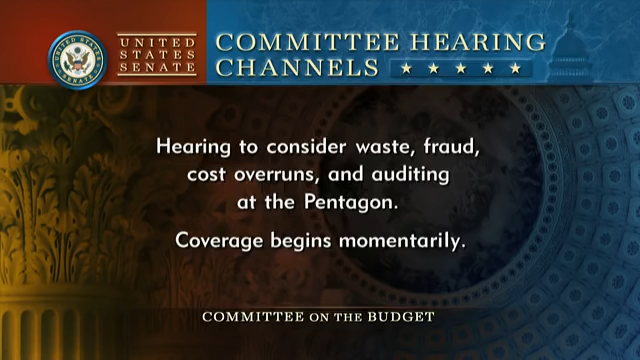 UNITED
STATES
SENATE
COMMITTEE HEARING
CHANNELS
Hearing to consider waste, fraud,
cost overruns, and auditing
at the Pentagon.
Coverage begins momentarily.
COMMITTEE ON THE BUDGET